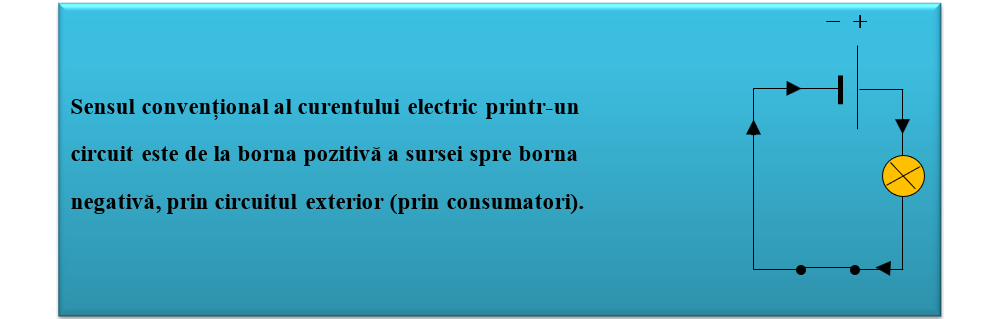 − +
Sensul convențional al curentului electric printr-un
circuit este de la borna pozitivă a sursei spre borna
negativă, prin circuitul exterior (prin consumatori).